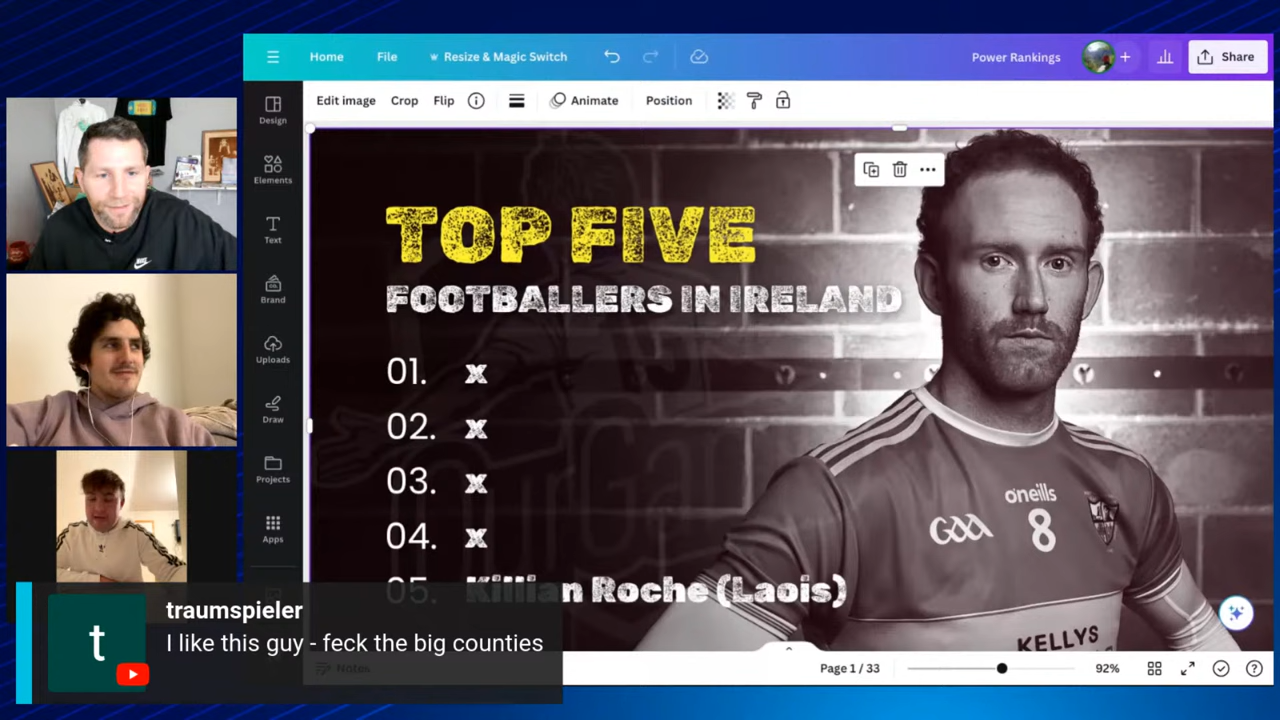 Home File Resize & Magic Switch Power Rankings + Share
Edit image Crop Flip Animate Position
Design
Elements
Text
Brand
Uploads
Draw
Projects
Apps
TOP FIVE
FOOTBALLERS IN IRELAND
01. x
02. x
03. x
04. x
05. Killian Roche (Laois)
oneills
GAA
8
KELLYS
t
traumspieler
I like this guy - feck the big counties
Notes
Page 1 / 33 92%